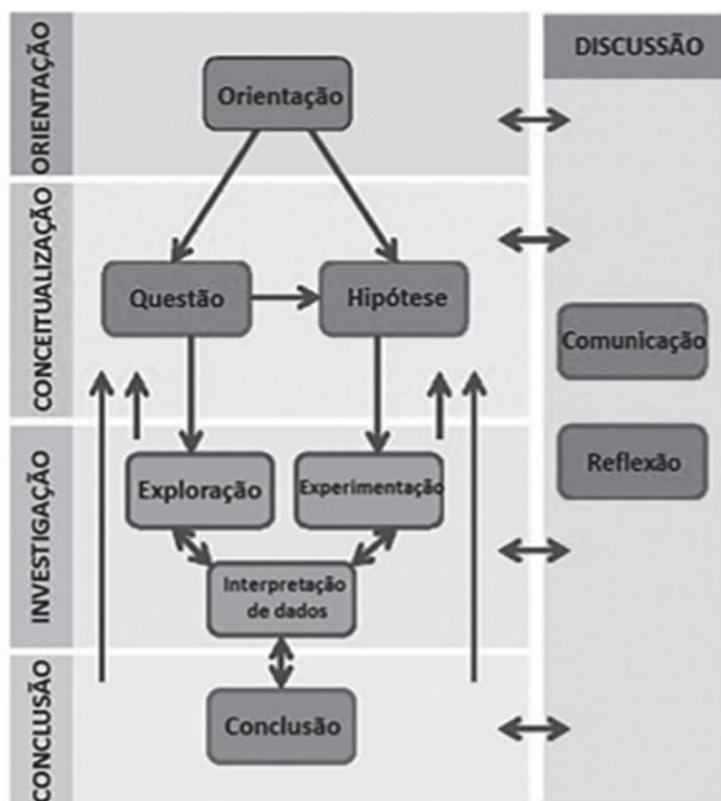 ORIENTAÇÃO
Orientação
DISCUSSÃO
CONCEITUALIZAÇÃO
Questão
Hipótese
Comunicação
Reflexão
INVESTIGAÇÃO
Exploração
Experimentação
Interpretação
de dados
CONCLUSÃO
Conclusão